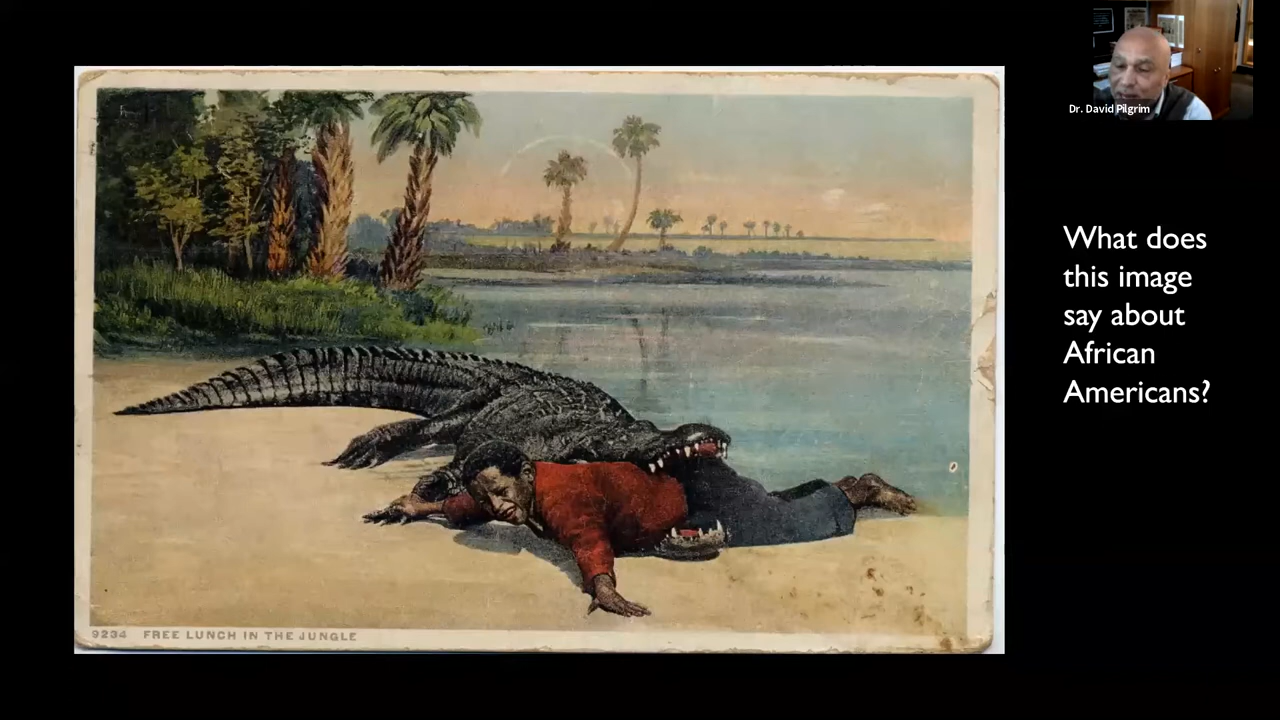 Dr. David Pilgrim
What does
this image
say about
African
Americans?
9234 FREE LUNCH IN THE JUNGLE